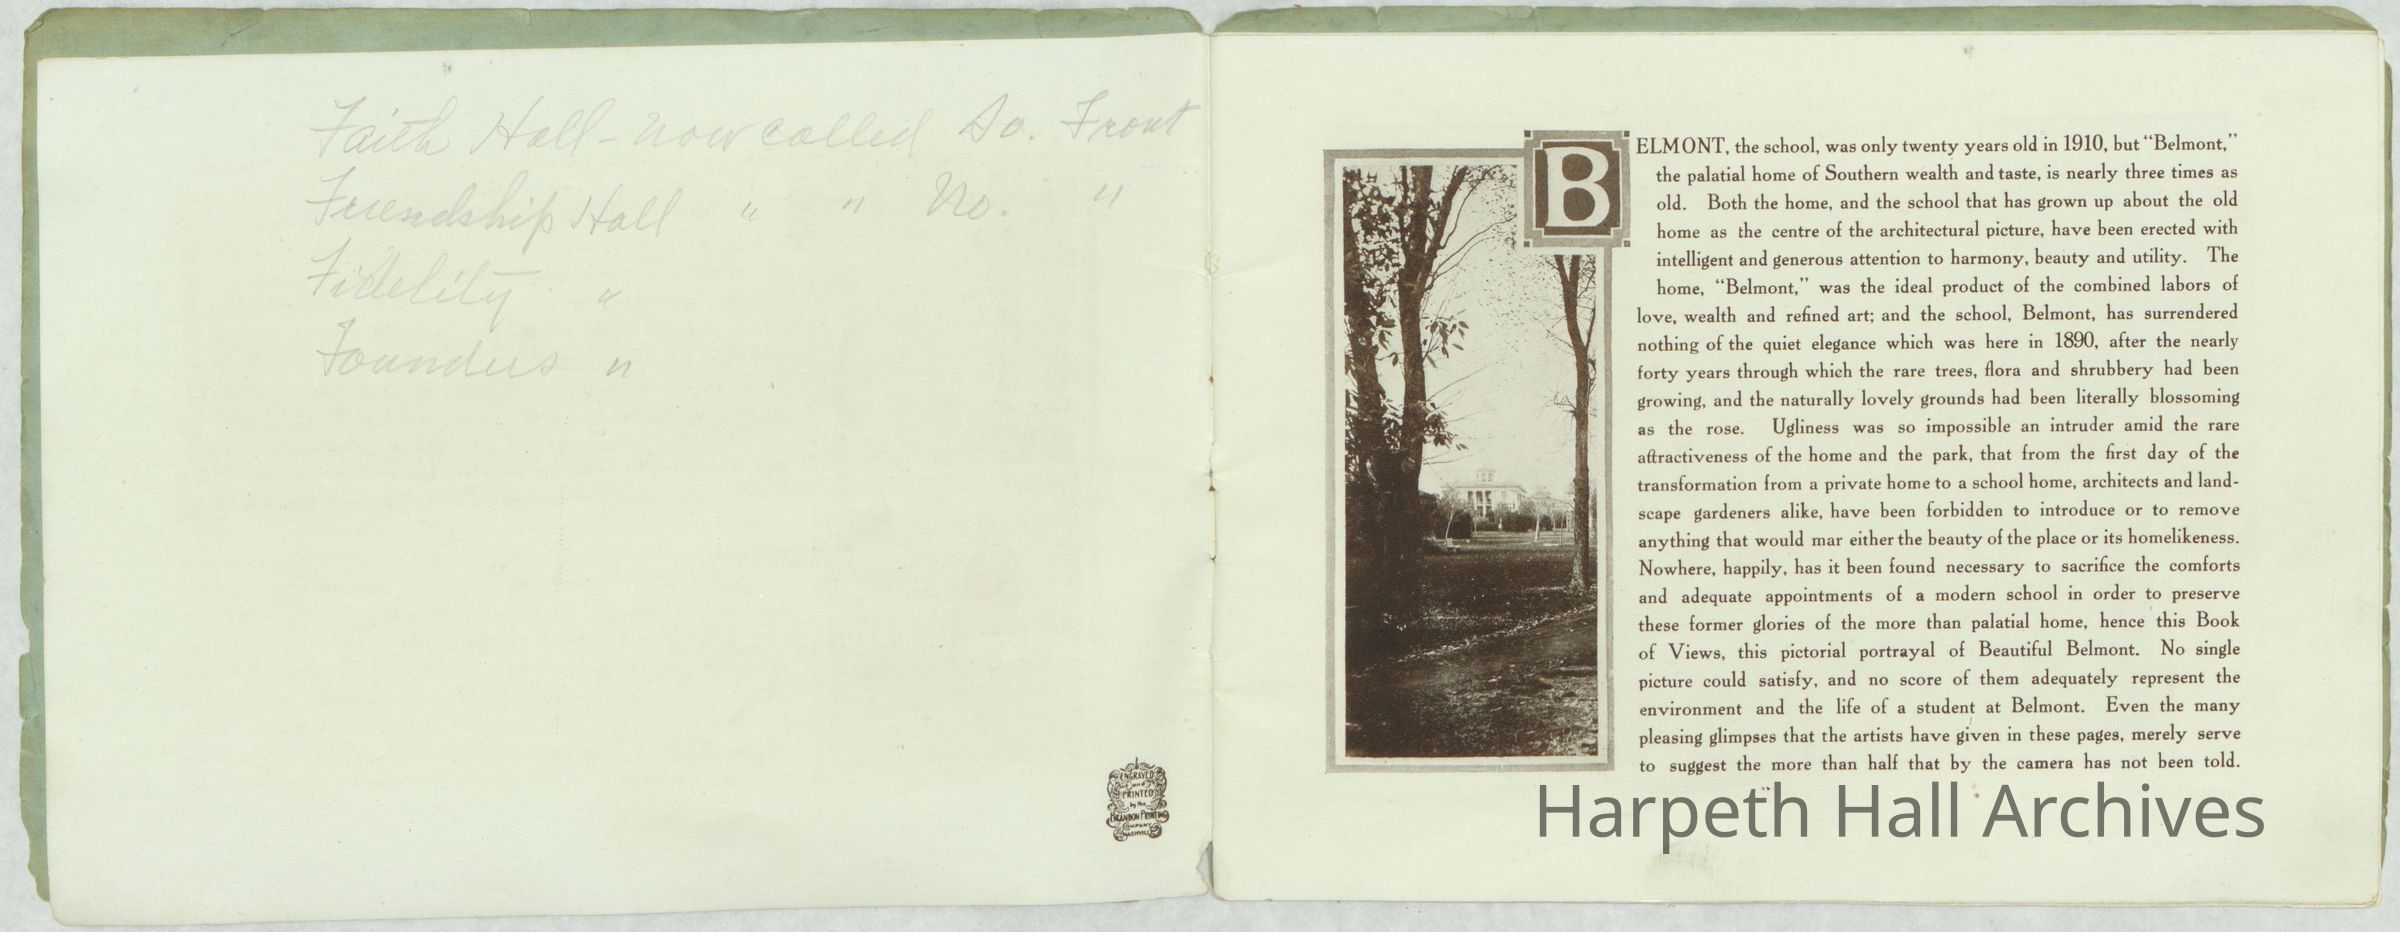 Faith Hall - now called So. Front
Friendship Hall " " No. "
Fidelity "
Founders "
ENGRAVED
and
PRINTED
by the
BRANDON PRINTING
COMPANY
NASHVILLE
BELMONT, the school, was only twenty years old in 1910, but "Belmont,"
the palatial home of Southern wealth and taste, is nearly three times as
old. Both the home, and the school that has grown up about the old
home as the centre of the architectural picture, have been erected with
intelligent and generous attention to harmony, beauty and utility. The
home, "Belmont," was the ideal product of the combined labors of
love, wealth and refined art; and the school, Belmont, has surrendered
nothing of the quiet elegance which was here in 1890, after the nearly
forty years through which the rare trees, flora and shrubbery had been
growing, and the naturally lovely grounds had been literally blossoming
as the rose. Ugliness was so impossible an intruder amid the rare
attractiveness of the home and the park, that from the first day of the
transformation from a private home to a school home, architects and land-
scape gardeners alike, have been forbidden to introduce or to remove
anything that would mar either the beauty of the place or its homelikeness.
Nowhere, happily, has it been found necessary to sacrifice the comforts
and adequate appointments of a modern school in order to preserve
these former glories of the more than palatial home, hence this Book
of Views, this pictorial portrayal of Beautiful Belmont. No single
picture could satisfy, and no score of them adequately represent the
environment and the life of a student at Belmont. Even the many
pleasing glimpses that the artists have given in these pages, merely serve
to suggest the more than half that by the camera has not been told.
Harpeth Hall Archives